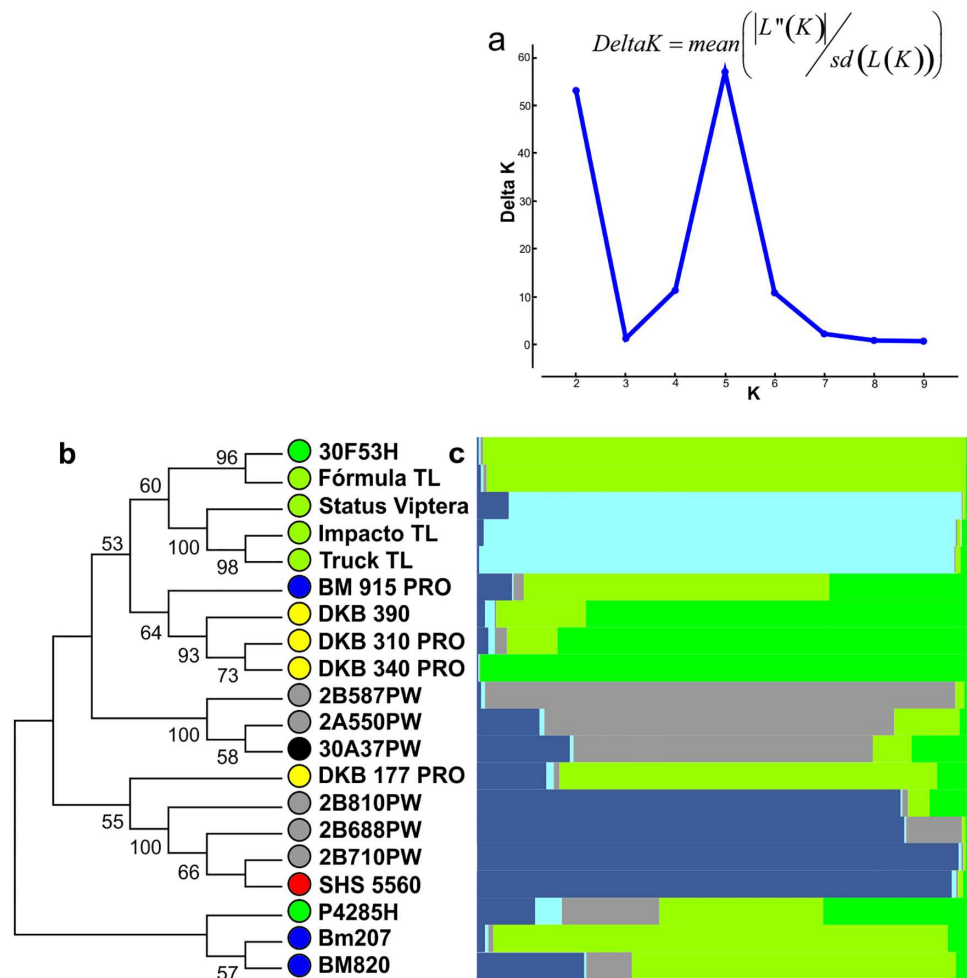 a
DeltaK = mean(|L"(K)|/sd(L(K)))
60
50
40
30
20
10
0
Delta K
2 3 4 5 6 7 8 9
K
b
c
30F53H
Fórmula TL
Status Viptera
Impacto TL
Truck TL
BM 915 PRO
DKB 390
DKB 310 PRO
DKB 340 PRO
2B587PW
2A550PW
30A37PW
DKB 177 PRO
2B810PW
2B688PW
2B710PW
SHS 5560
P4285H
Bm207
BM820
96
60
100
98
53
64
93
73
100
58
55
100
66
57